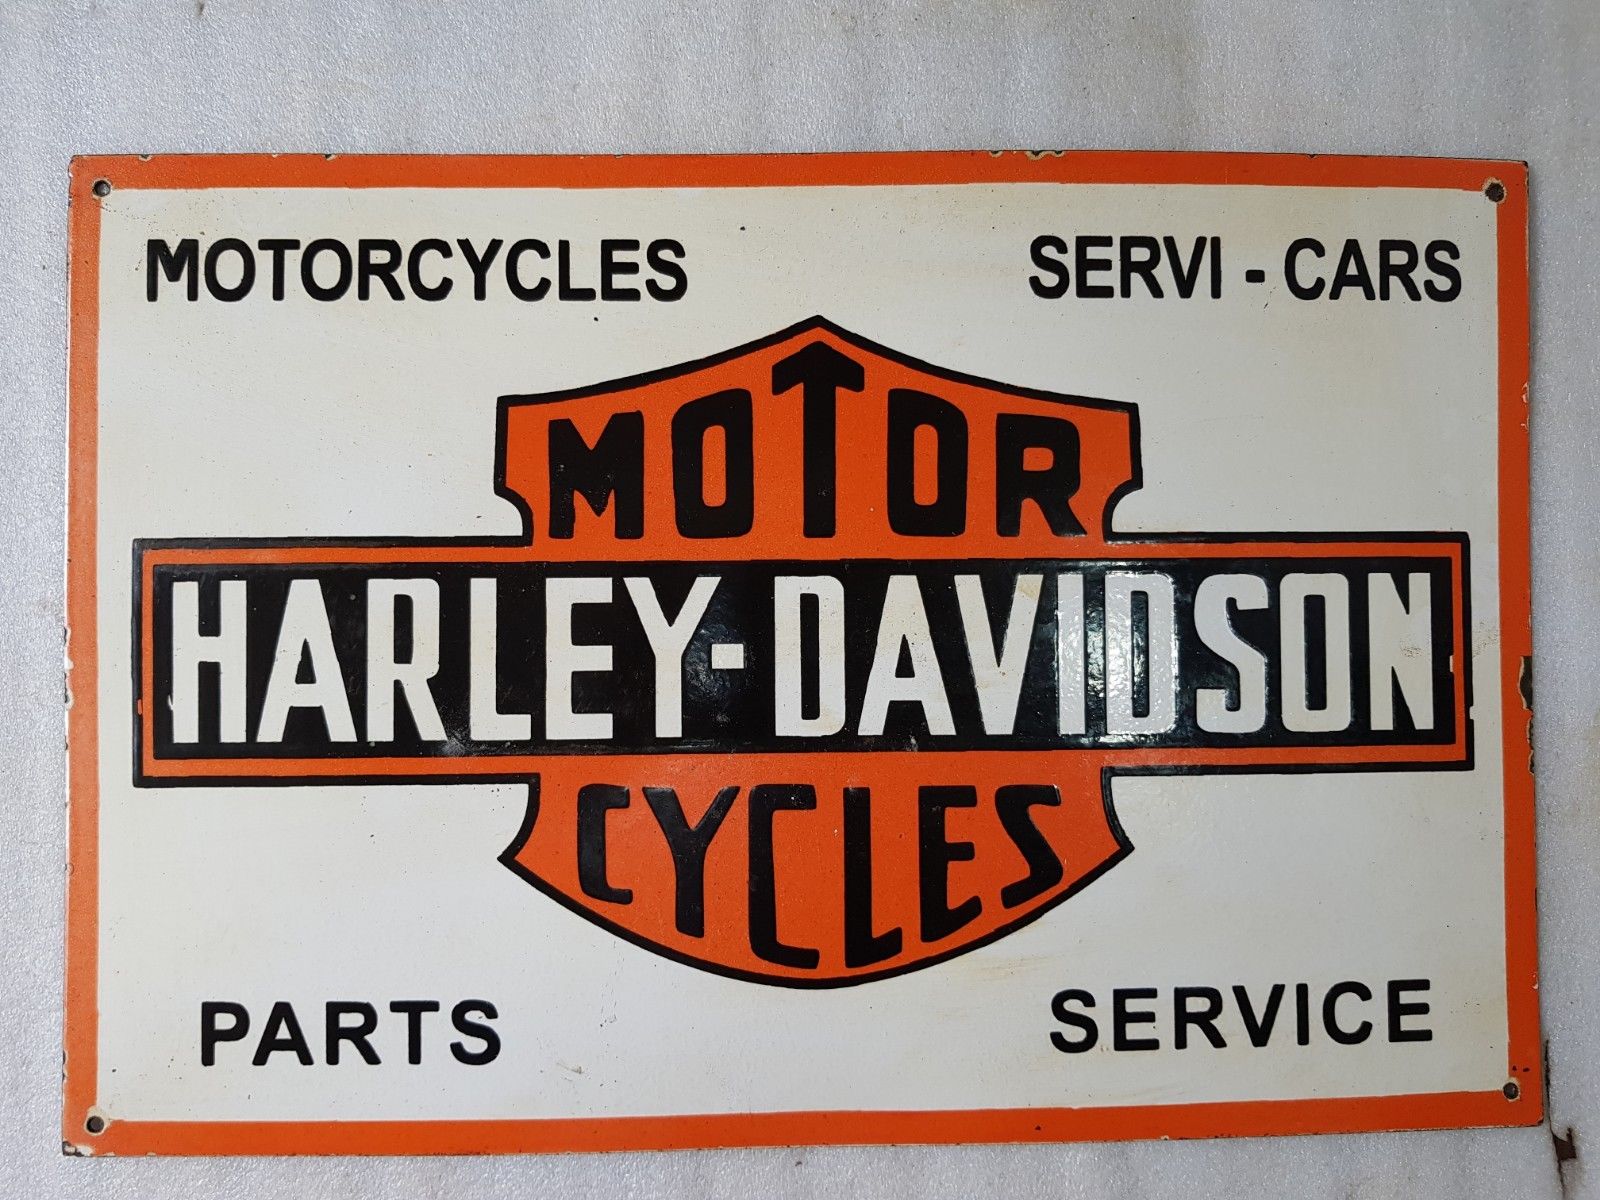 MOTORCYCLES
SERVI - CARS
MOTOR
HARLEY-DAVIDSON
CYCLES
PARTS
SERVICE